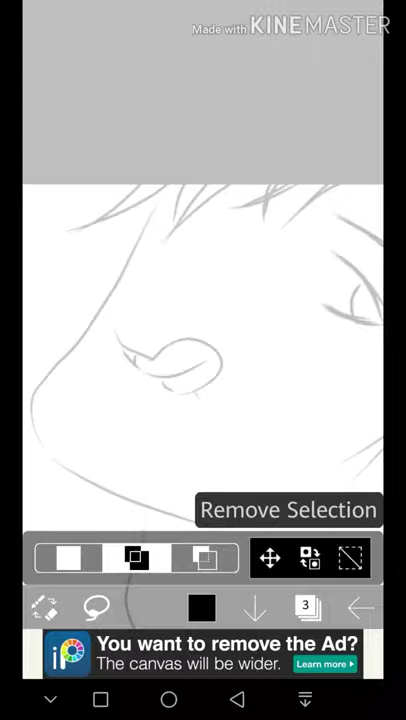 Made with KINEMASTER
Remove Selection
3
iP
You want to remove the Ad?
The canvas will be wider.
Learn more